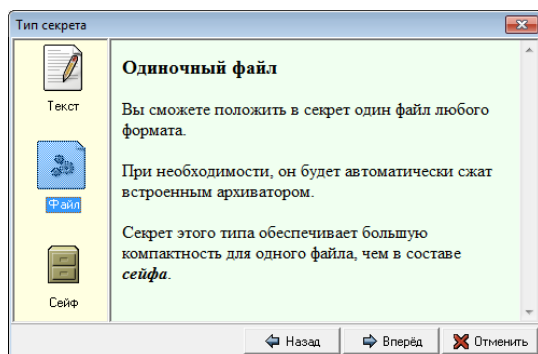 Тип секрета
Текст
Файл
Сейф
Одиночный файл
Вы сможете положить в секрет один файл любого
формата.
При необходимости, он будет автоматически сжат
встроенным архиватором.
Секрет этого типа обеспечивает большую
компактность для одного файла, чем в составе
сейфа.
Назад
Вперёд
Отменить